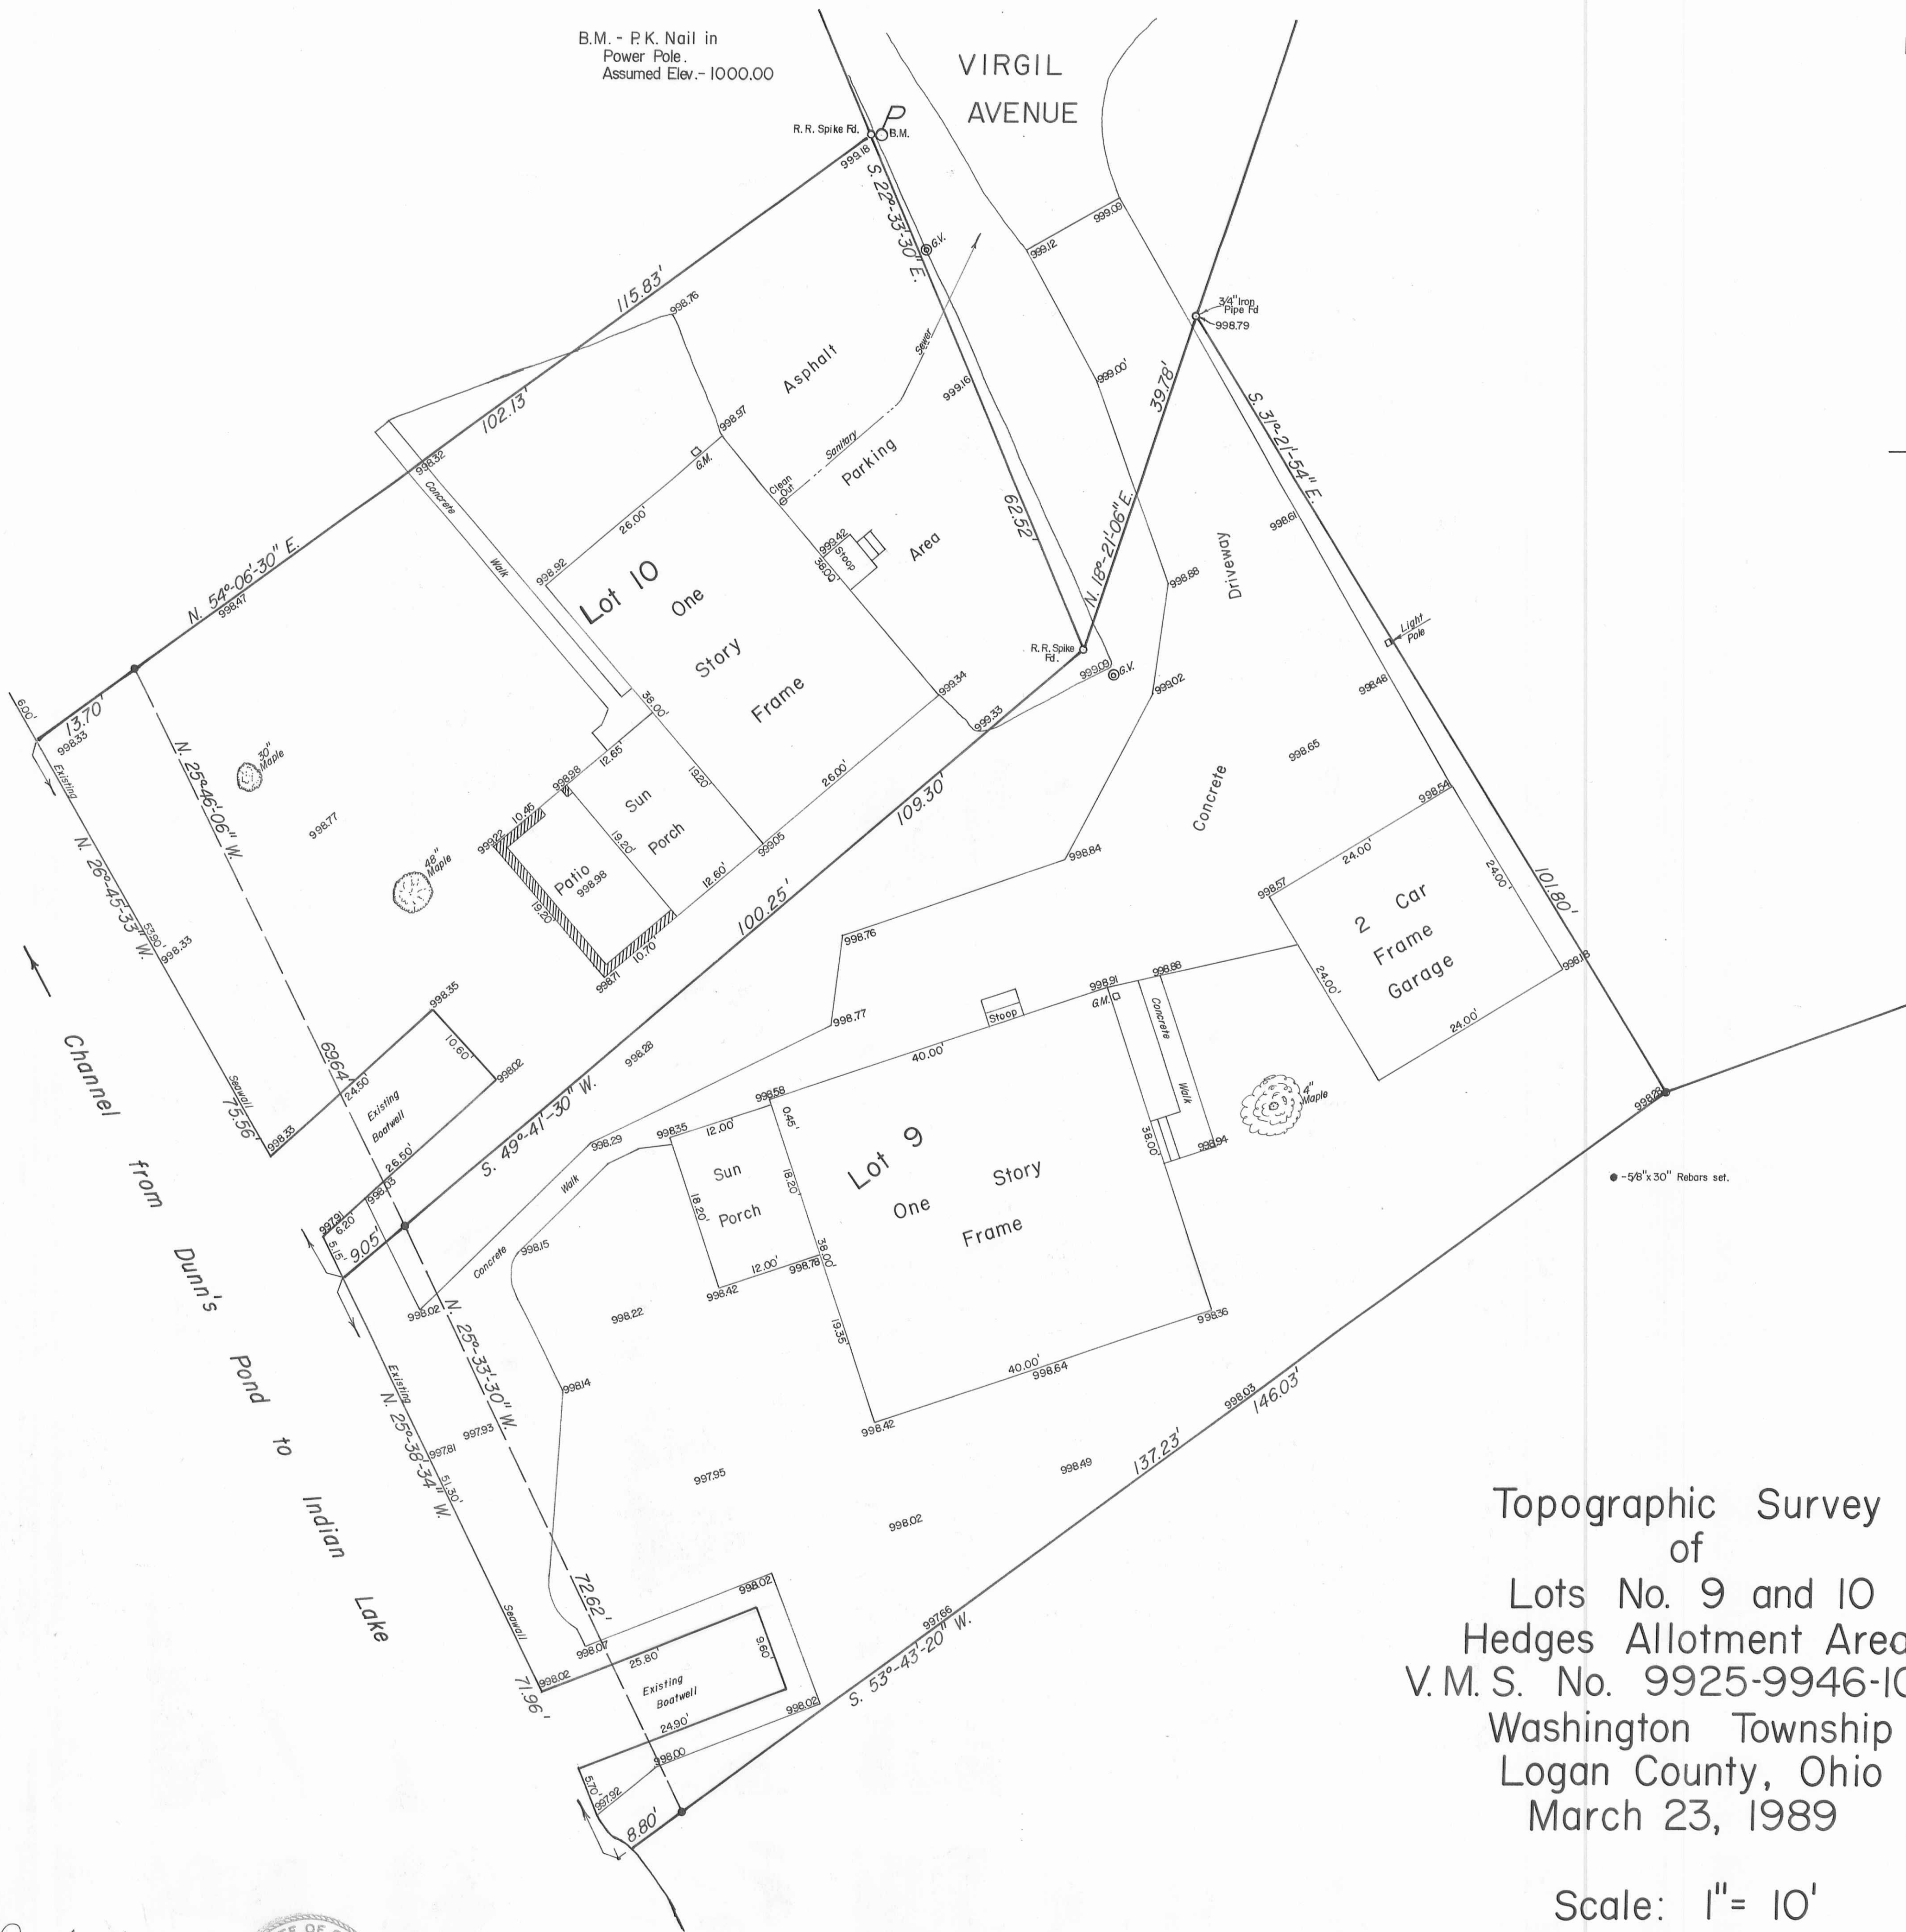 B.M. - P.K. Nail in
Power Pole.
Assumed Elev.- 1000.00
VIRGIL
AVENUE
R.R. Spike Fd.
B.M.
999.18
S. 22°-33'-30" E.
G.V.
999.09
999.12
3/4" Iron
Pipe Fd
998.79
115.83'
998.76
Asphalt
Sewer
999.16
999.00'
39.78'
S. 31°-21'-54" E.
102.13'
998.97
998.32
G.M.
Sanitary
Parking
Clean
Out
Concrete
Walk
26.00'
62.52'
998.61
999.42
Stoop
38.00'
Area
N. 18°-21'-06" E.
Driveway
998.92
Lot 10
One
Story
Frame
998.88
N. 54°-06'-30" E.
998.47
Light
Pole
R.R. Spike
Fd.
999.09
G.V.
999.02
998.48
999.34
38.00'
999.33
6.00'
13.70'
998.33
Existing
N. 25°-46'-06" W.
30"
Maple
12.65'
998.98
19.20'
26.00'
998.65
998.54
Sun
Porch
10.45
999.22
19.20'
999.05
109.30'
Concrete
998.77
N. 26°-45'-33" W.
48"
Maple
Patio
998.98
19.20'
12.60'
998.84
24.00'
24.00'
998.57
2 Car
Frame
Garage
101.80'
100.25'
10.70'
998.71
53.90'
998.33
998.76
998.77
998.18
24.00'
24.00'
998.35
10.60'
998.02
998.91
998.88
G.M.
Concrete
Walk
Stoop
40.00'
998.28
69.64'
24.50'
Existing
Boatwell
Seawall
75.56'
998.33
26.50'
998.03
S. 49°-41'-30" W.
998.58
0.45'
12.00'
998.35
998.29
4"
Maple
998.28
38.00'
998.94
Lot 9
One Story
Frame
Sun
Porch
18.20'
18.20'
Walk
Concrete
●-5/8"x30" Rebars set.
997.91
6.20'
5.15'
9.05'
998.15
38.00'
12.00'
998.78
998.42
998.02
998.22
19.35'
998.36
N. 25°-33'-30" W.
Existing
N. 25°-38'-34" W.
998.14
40.00'
998.64
998.03
146.03'
998.42
137.23'
997.81
997.93
51.30'
997.95
998.49
998.02
Channel from Dunn's Pond to Indian Lake
72.62'
998.02
Seawall
998.07
25.80'
9.60'
997.66
S. 53°-43'-20" W.
998.02
71.96'
Existing
Boatwell
24.90'
998.02
998.00
5.70'
997.92
8.80'
Topographic Survey
of
Lots No. 9 and 10
Hedges Allotment Area
V.M.S. No. 9925-9946-10
Washington Township
Logan County, Ohio
March 23, 1989
Scale: 1"= 10'
OF